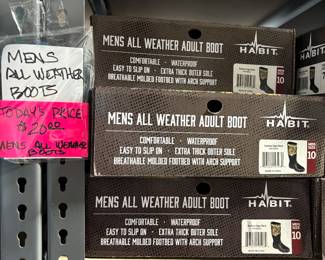 MENS
ALL WEATHER
BOOTS
TODAY'S PRICE
$20.00
MENS ALL WEATHER
BOOTS
MENS ALL WEATHER ADULT BOOT
COMFORTABLE · WATERPROOF
EASY TO SLIP ON · EXTRA THICK OUTER SOLE
BREATHABLE MOLDED FOOTBED WITH ARCH SUPPORT
HABIT.
10
MENS ALL WEATHER ADULT BOOT
COMFORTABLE · WATERPROOF
EASY TO SLIP ON · EXTRA THICK OUTER SOLE
BREATHABLE MOLDED FOOTBED WITH ARCH SUPPORT
HABIT.
10
MENS ALL WEATHER ADULT BOOT
COMFORTABLE · WATERPROOF
EASY TO SLIP ON · EXTRA THICK OUTER SOLE
BREATHABLE MOLDED FOOTBED WITH ARCH SUPPORT
HABIT.
10